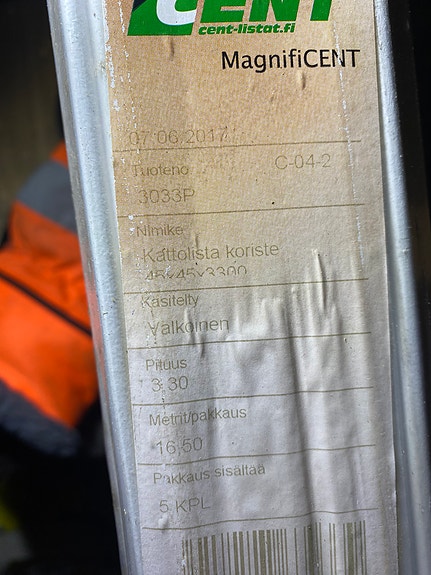 CENT
cent-listat.fi
MagnifiCENT
07.06.2017
Tuoteno C-04-2
3033P
Nimike
Kattolista koriste
45x45x3300
Käsitelty
Valkoinen
Pituus
3,30
Metrit/pakkaus
16,50
Pakkaus sisältää
5 KPL